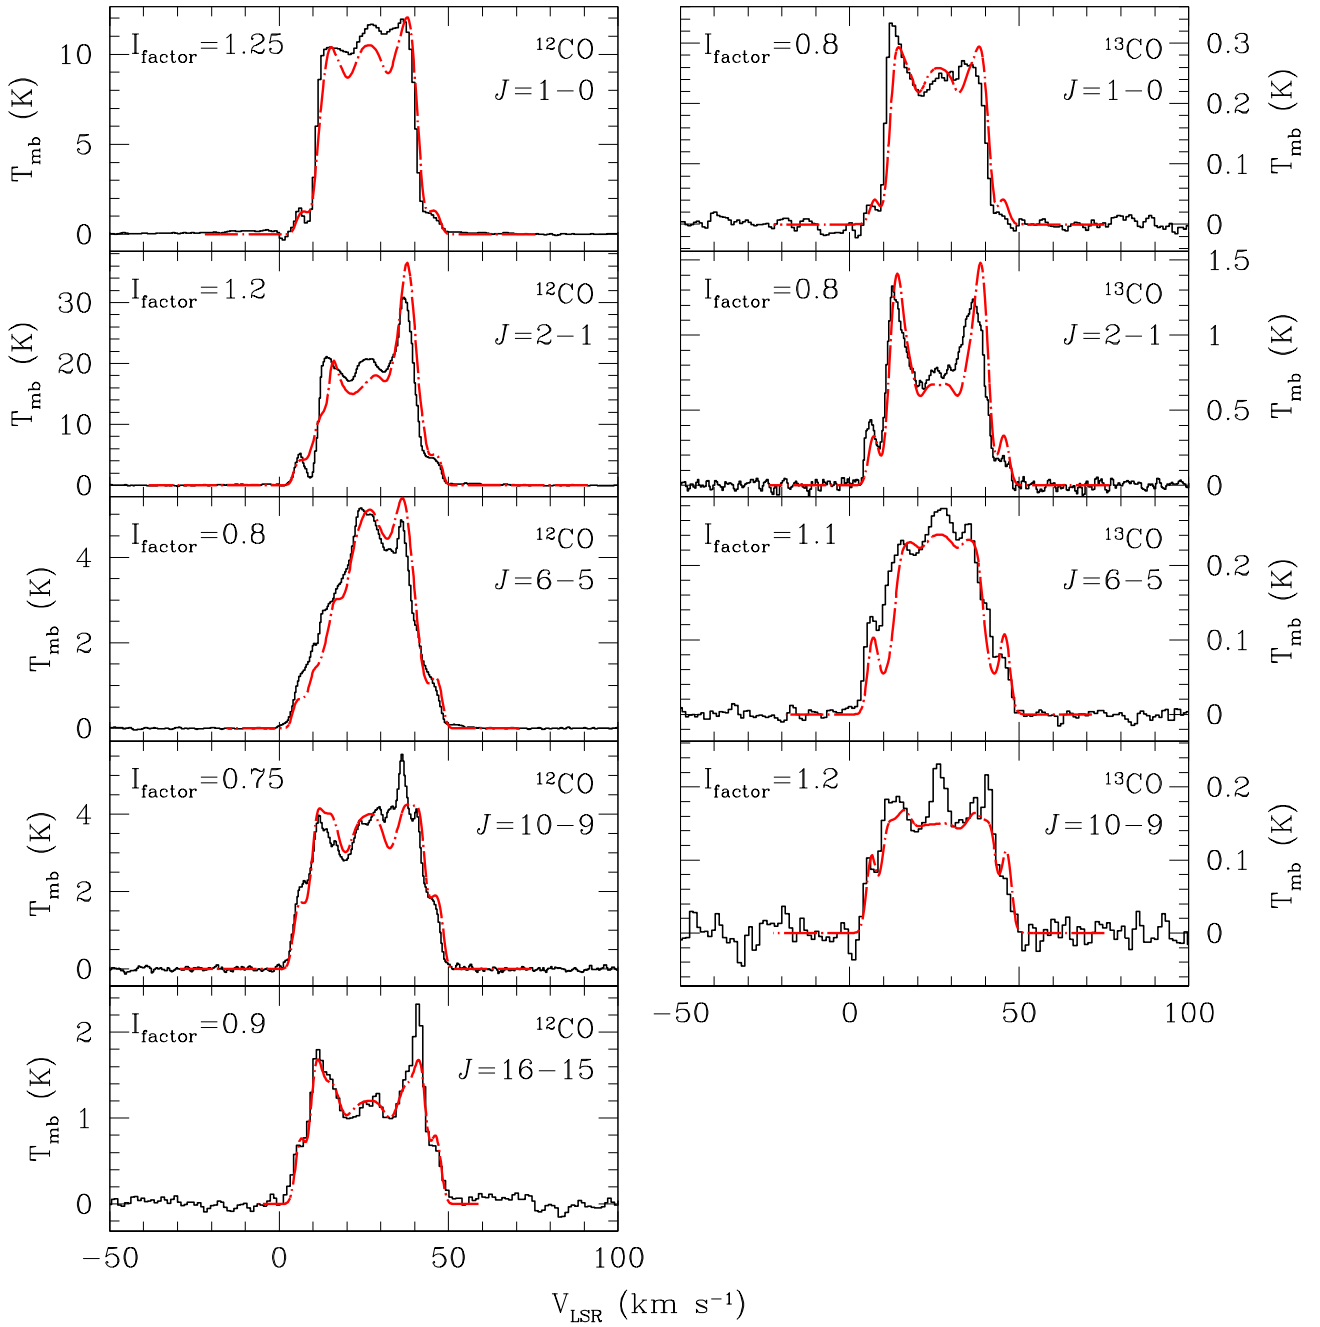 I_factor=1.25
¹²CO
J=1−0
10
5
0
T_mb (K)
I_factor=0.8
¹³CO
J=1−0
0.3
0.2
0.1
0
T_mb (K)
I_factor=1.2
¹²CO
J=2−1
30
20
10
0
T_mb (K)
I_factor=0.8
¹³CO
J=2−1
1.5
1
0.5
0
T_mb (K)
I_factor=0.8
¹²CO
J=6−5
4
2
0
T_mb (K)
I_factor=1.1
¹³CO
J=6−5
0.2
0.1
0
T_mb (K)
I_factor=0.75
¹²CO
J=10−9
4
2
0
T_mb (K)
I_factor=1.2
¹³CO
J=10−9
0.2
0.1
0
T_mb (K)
−50 0 50 100
I_factor=0.9
¹²CO
J=16−15
2
1
0
T_mb (K)
−50 0 50 100
V_LSR (km s⁻¹)